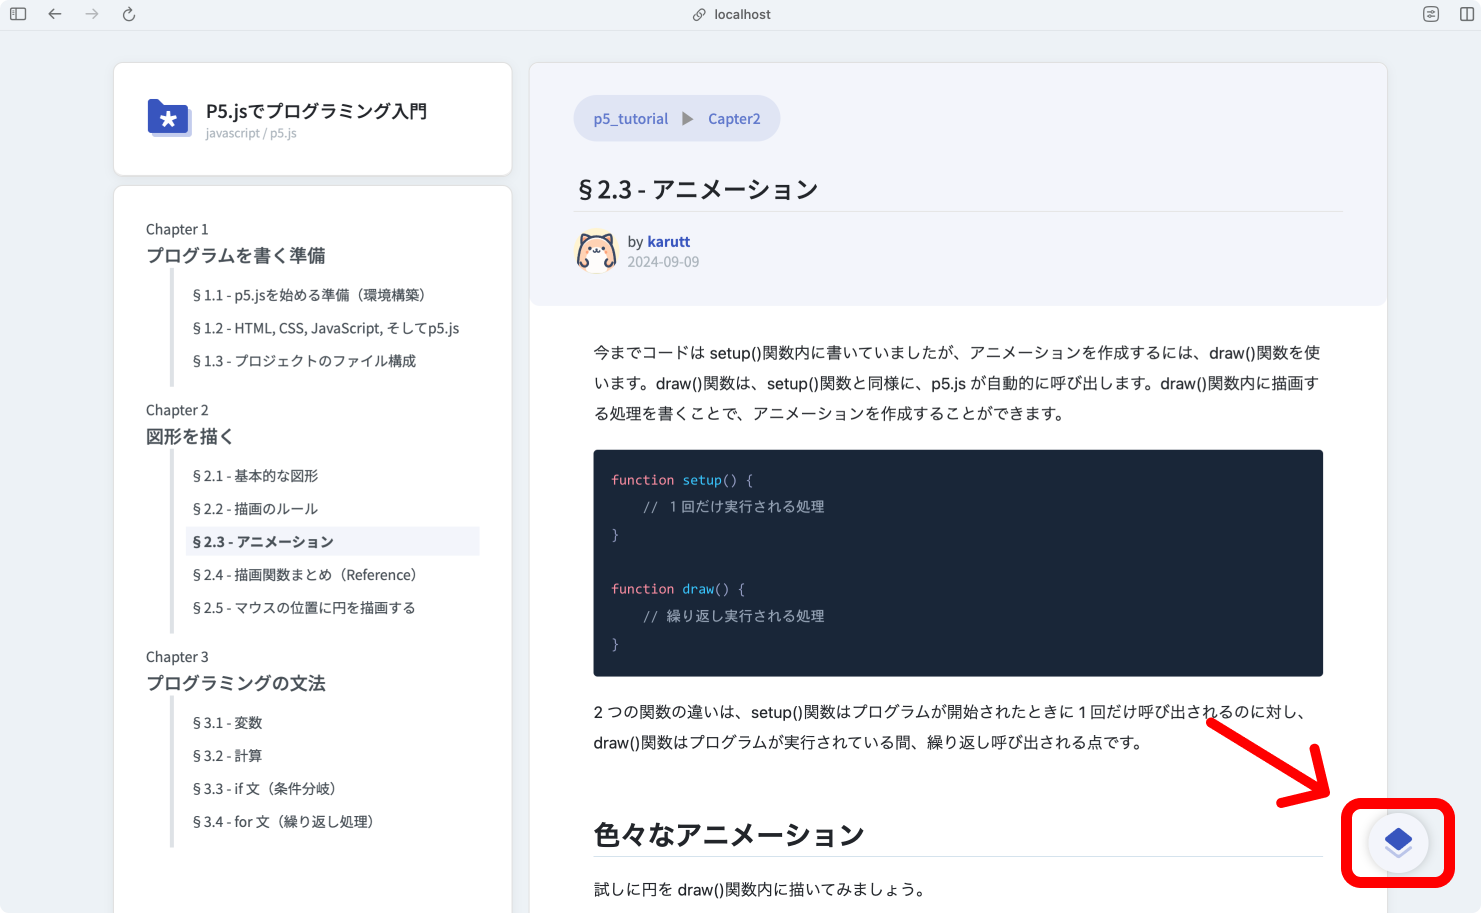 localhost
P5.jsでプログラミング入門
javascript / p5.js
Chapter 1
プログラムを書く準備
§ 1.1 - p5.jsを始める準備（環境構築）
§ 1.2 - HTML, CSS, JavaScript, そしてp5.js
§ 1.3 - プロジェクトのファイル構成
Chapter 2
図形を描く
§ 2.1 - 基本的な図形
§ 2.2 - 描画のルール
§ 2.3 - アニメーション
§ 2.4 - 描画関数まとめ（Reference）
§ 2.5 - マウスの位置に円を描画する
Chapter 3
プログラミングの文法
§ 3.1 - 変数
§ 3.2 - 計算
§ 3.3 - if 文（条件分岐）
§ 3.4 - for 文（繰り返し処理）
p5_tutorial ▶ Capter2
§ 2.3 - アニメーション
by karutt
2024-09-09
今までコードは setup()関数内に書いていましたが、アニメーションを作成するには、draw()関数を使
います。draw()関数は、setup()関数と同様に、p5.js が自動的に呼び出します。draw()関数内に描画す
る処理を書くことで、アニメーションを作成することができます。
function setup() {
// １回だけ実行される処理
}
function draw() {
// 繰り返し実行される処理
}
2 つの関数の違いは、setup()関数はプログラムが開始されたときに 1 回だけ呼び出されるのに対し、
draw()関数はプログラムが実行されている間、繰り返し呼び出される点です。
色々なアニメーション
試しに円を draw()関数内に描いてみましょう。